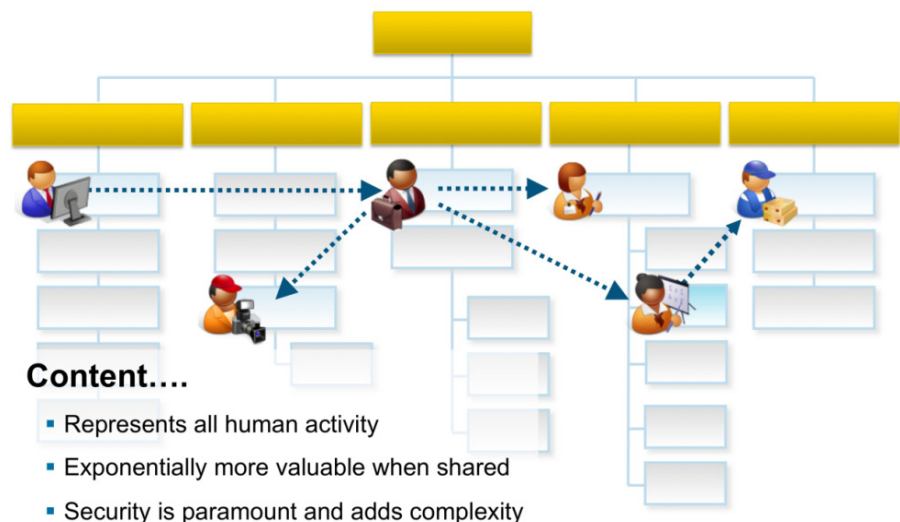 Content….
▪ Represents all human activity
▪ Exponentially more valuable when shared
▪ Security is paramount and adds complexity